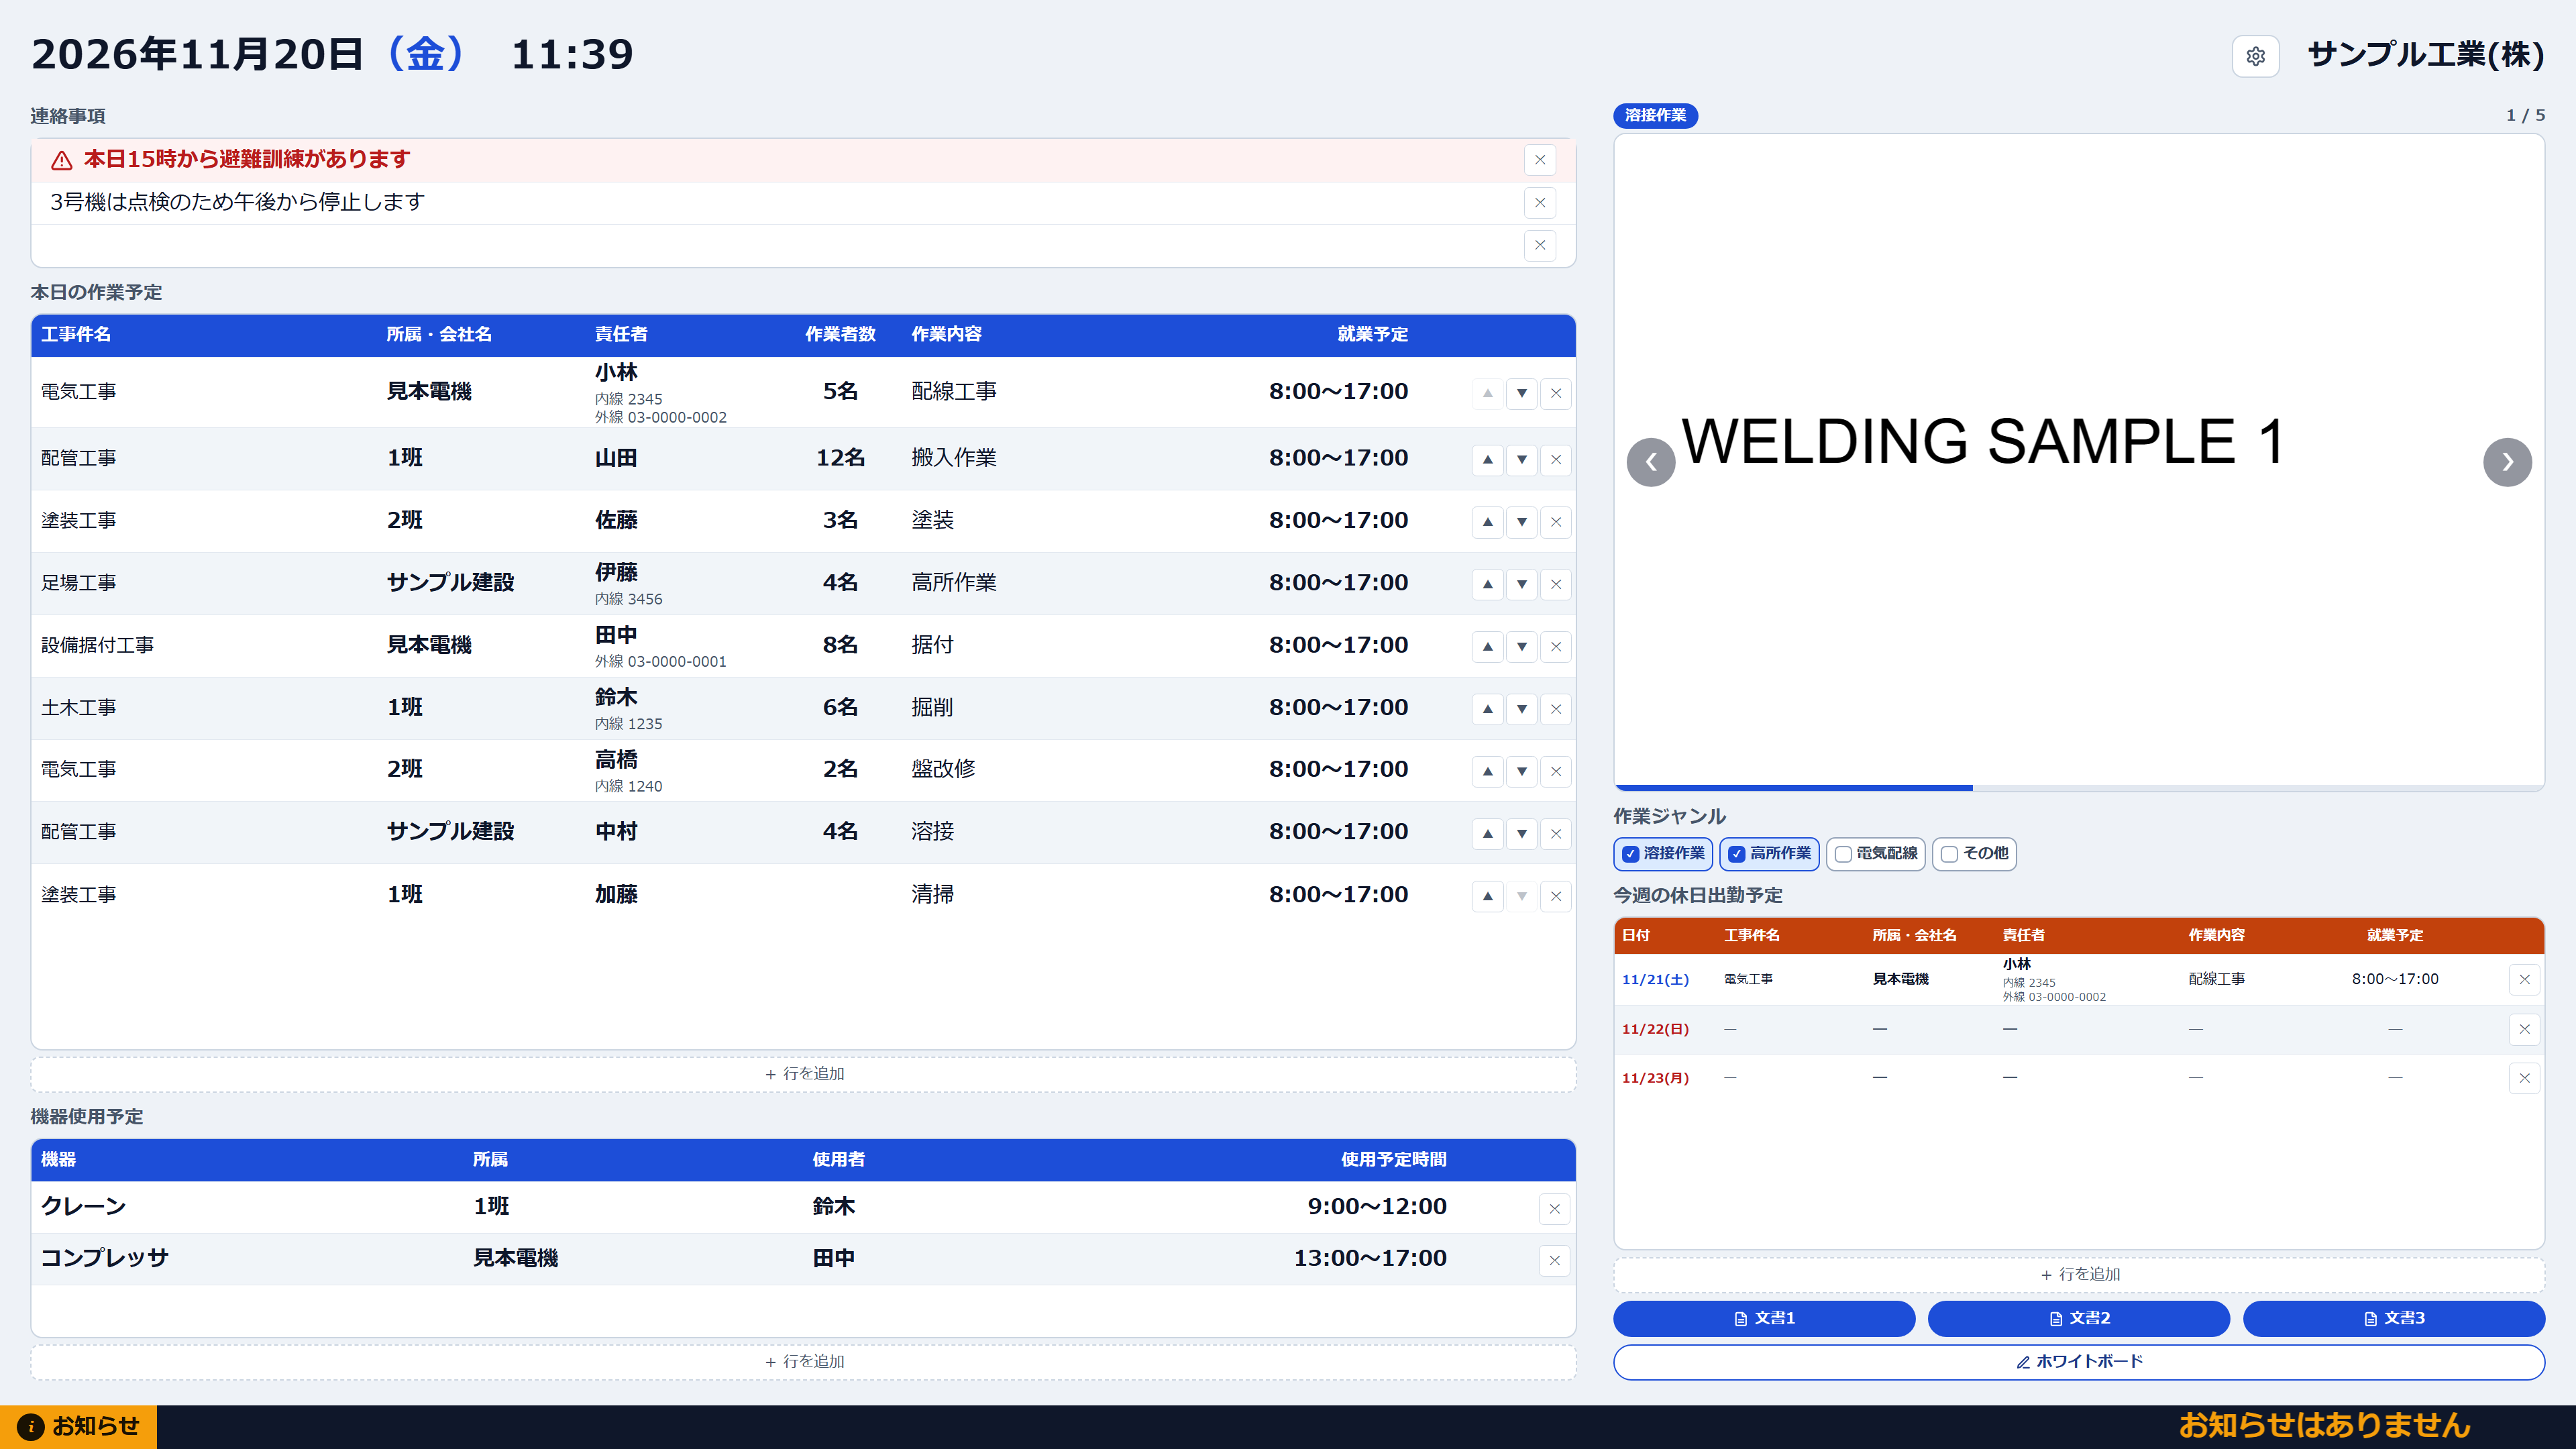 2026年11月20日（金） 11:39
サンプル工業(株)
連絡事項
本日15時から避難訓練があります
3号機は点検のため午後から停止します
本日の作業予定
工事件名 所属・会社名 責任者 作業者数 作業内容 就業予定
電気工事 見本電機 小林 内線 2345 外線 03-0000-0002 5名 配線工事 8:00～17:00
配管工事 1班 山田 12名 搬入作業 8:00～17:00
塗装工事 2班 佐藤 3名 塗装 8:00～17:00
足場工事 サンプル建設 伊藤 内線 3456 4名 高所作業 8:00～17:00
設備据付工事 見本電機 田中 外線 03-0000-0001 8名 据付 8:00～17:00
土木工事 1班 鈴木 内線 1235 6名 掘削 8:00～17:00
電気工事 2班 高橋 内線 1240 2名 盤改修 8:00～17:00
配管工事 サンプル建設 中村 4名 溶接 8:00～17:00
塗装工事 1班 加藤 清掃 8:00～17:00
＋ 行を追加
機器使用予定
機器 所属 使用者 使用予定時間
クレーン 1班 鈴木 9:00～12:00
コンプレッサ 見本電機 田中 13:00～17:00
＋ 行を追加
溶接作業 1 / 5
WELDING SAMPLE 1
作業ジャンル
溶接作業 高所作業 電気配線 その他
今週の休日出勤予定
日付 工事件名 所属・会社名 責任者 作業内容 就業予定
11/21(土) 電気工事 見本電機 小林 内線 2345 外線 03-0000-0002 配線工事 8:00～17:00
11/22(日) — — — — —
11/23(月) — — — — —
＋ 行を追加
文書1 文書2 文書3
ホワイトボード
お知らせ お知らせはありません